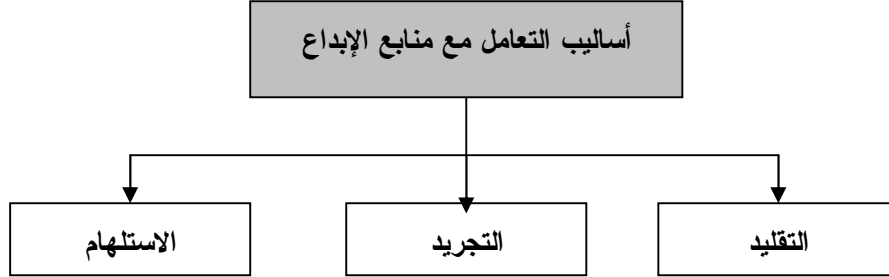 أساليب التعامل مع منابع الإبداع
التقليد
التجريد
الاستلهام